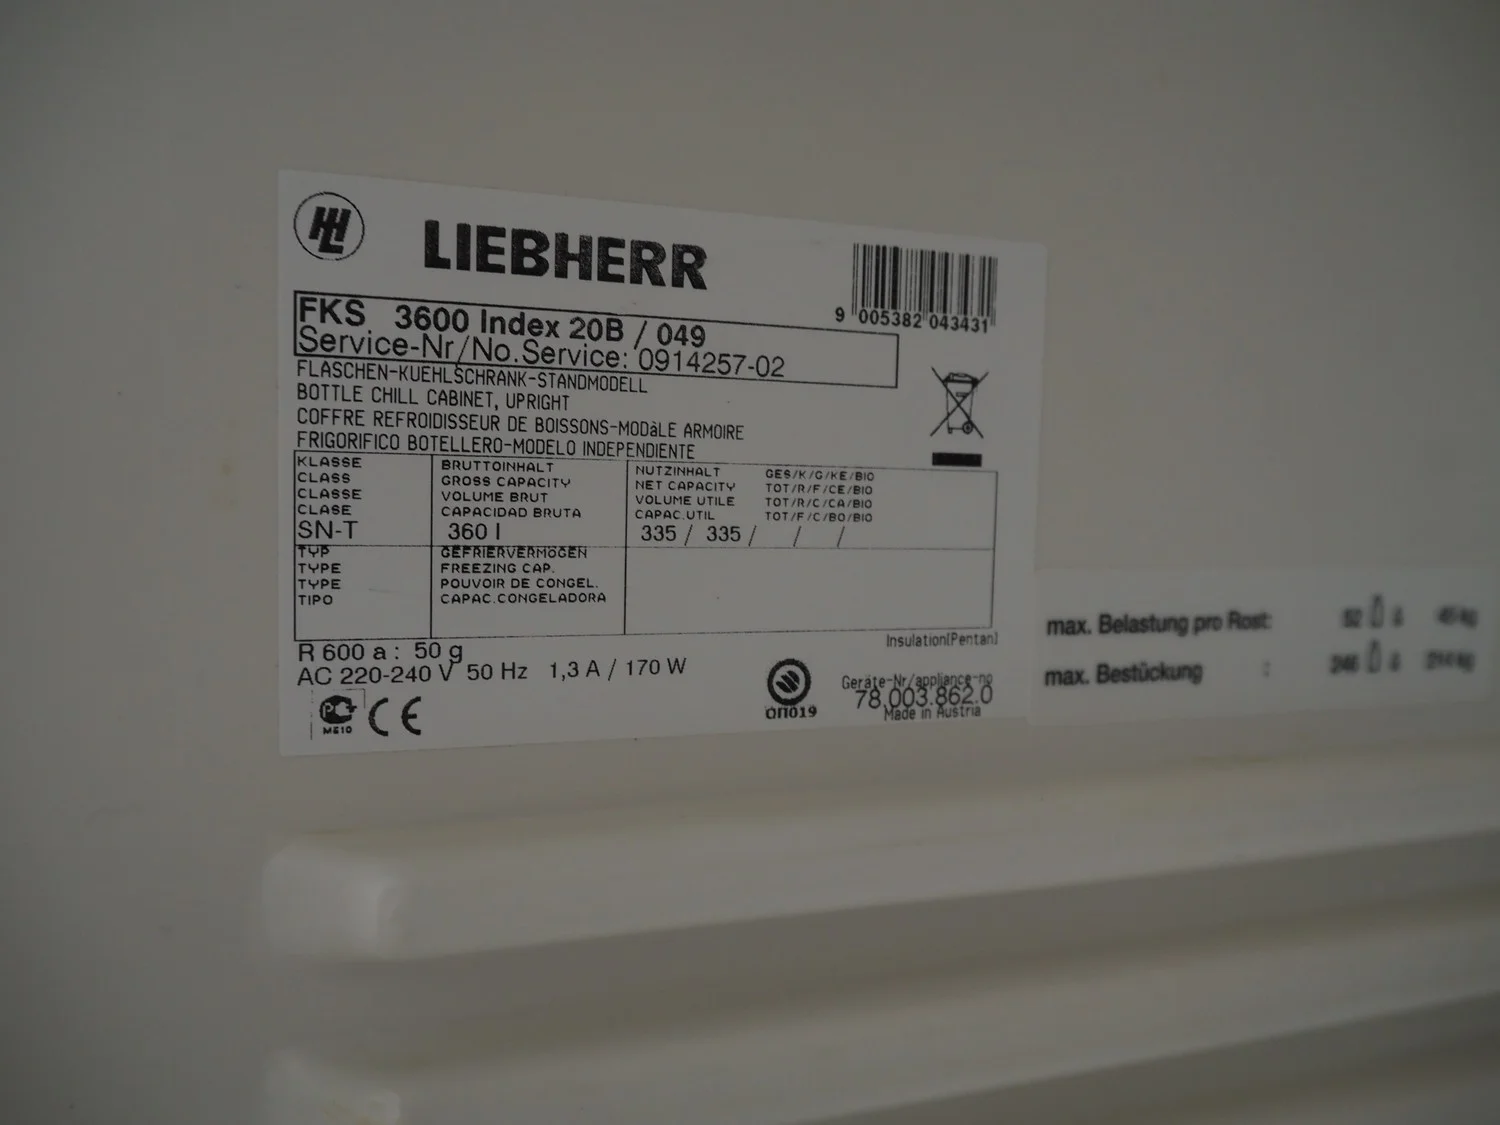 LIEBHERR
9 005382 043431
FKS 3600 Index 20B / 049
Service-Nr/No.Service: 0914257-02
FLASCHEN-KUEHLSCHRANK-STANDMODELL
BOTTLE CHILL CABINET, UPRIGHT
COFFRE REFROIDISSEUR DE BOISSONS-MODàLE ARMOIRE
FRIGORIFICO BOTELLERO-MODELO INDEPENDIENTE
KLASSE
CLASS
CLASSE
CLASE
SN-T
BRUTTOINHALT
GROSS CAPACITY
VOLUME BRUT
CAPACIDAD BRUTA
360 l
NUTZINHALT GES/K/G/KE/BIO
NET CAPACITY TOT/R/F/CE/BIO
VOLUME UTILE TOT/R/C/CA/BIO
CAPAC.UTIL TOT/F/C/BO/BIO
335 / 335 / / /
TYP
TYPE
TYPE
TIPO
GEFRIERVERMöGEN
FREEZING CAP.
POUVOIR DE CONGEL.
CAPAC.CONGELADORA
Insulation(Pentan)
R 600 a : 50 g
AC 220-240 V 50 Hz 1,3 A / 170 W
Geräte-Nr/appliance-no
78.003.862.0
Made in Austria
ME10 CE
ОП019
max. Belastung pro Rost: 52 45 kg
max. Bestückung :